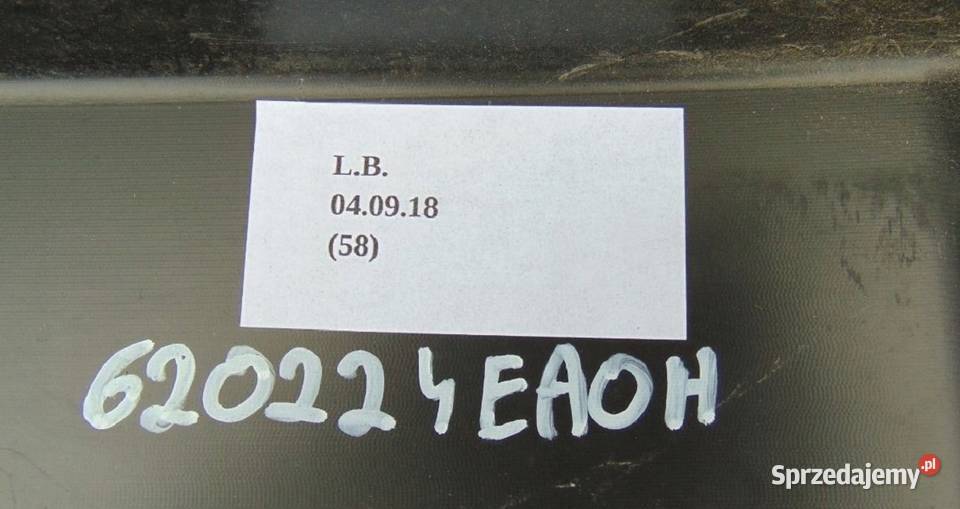 L.B.
04.09.18
(58)
620224EA0H
Sprzedajemy.pl